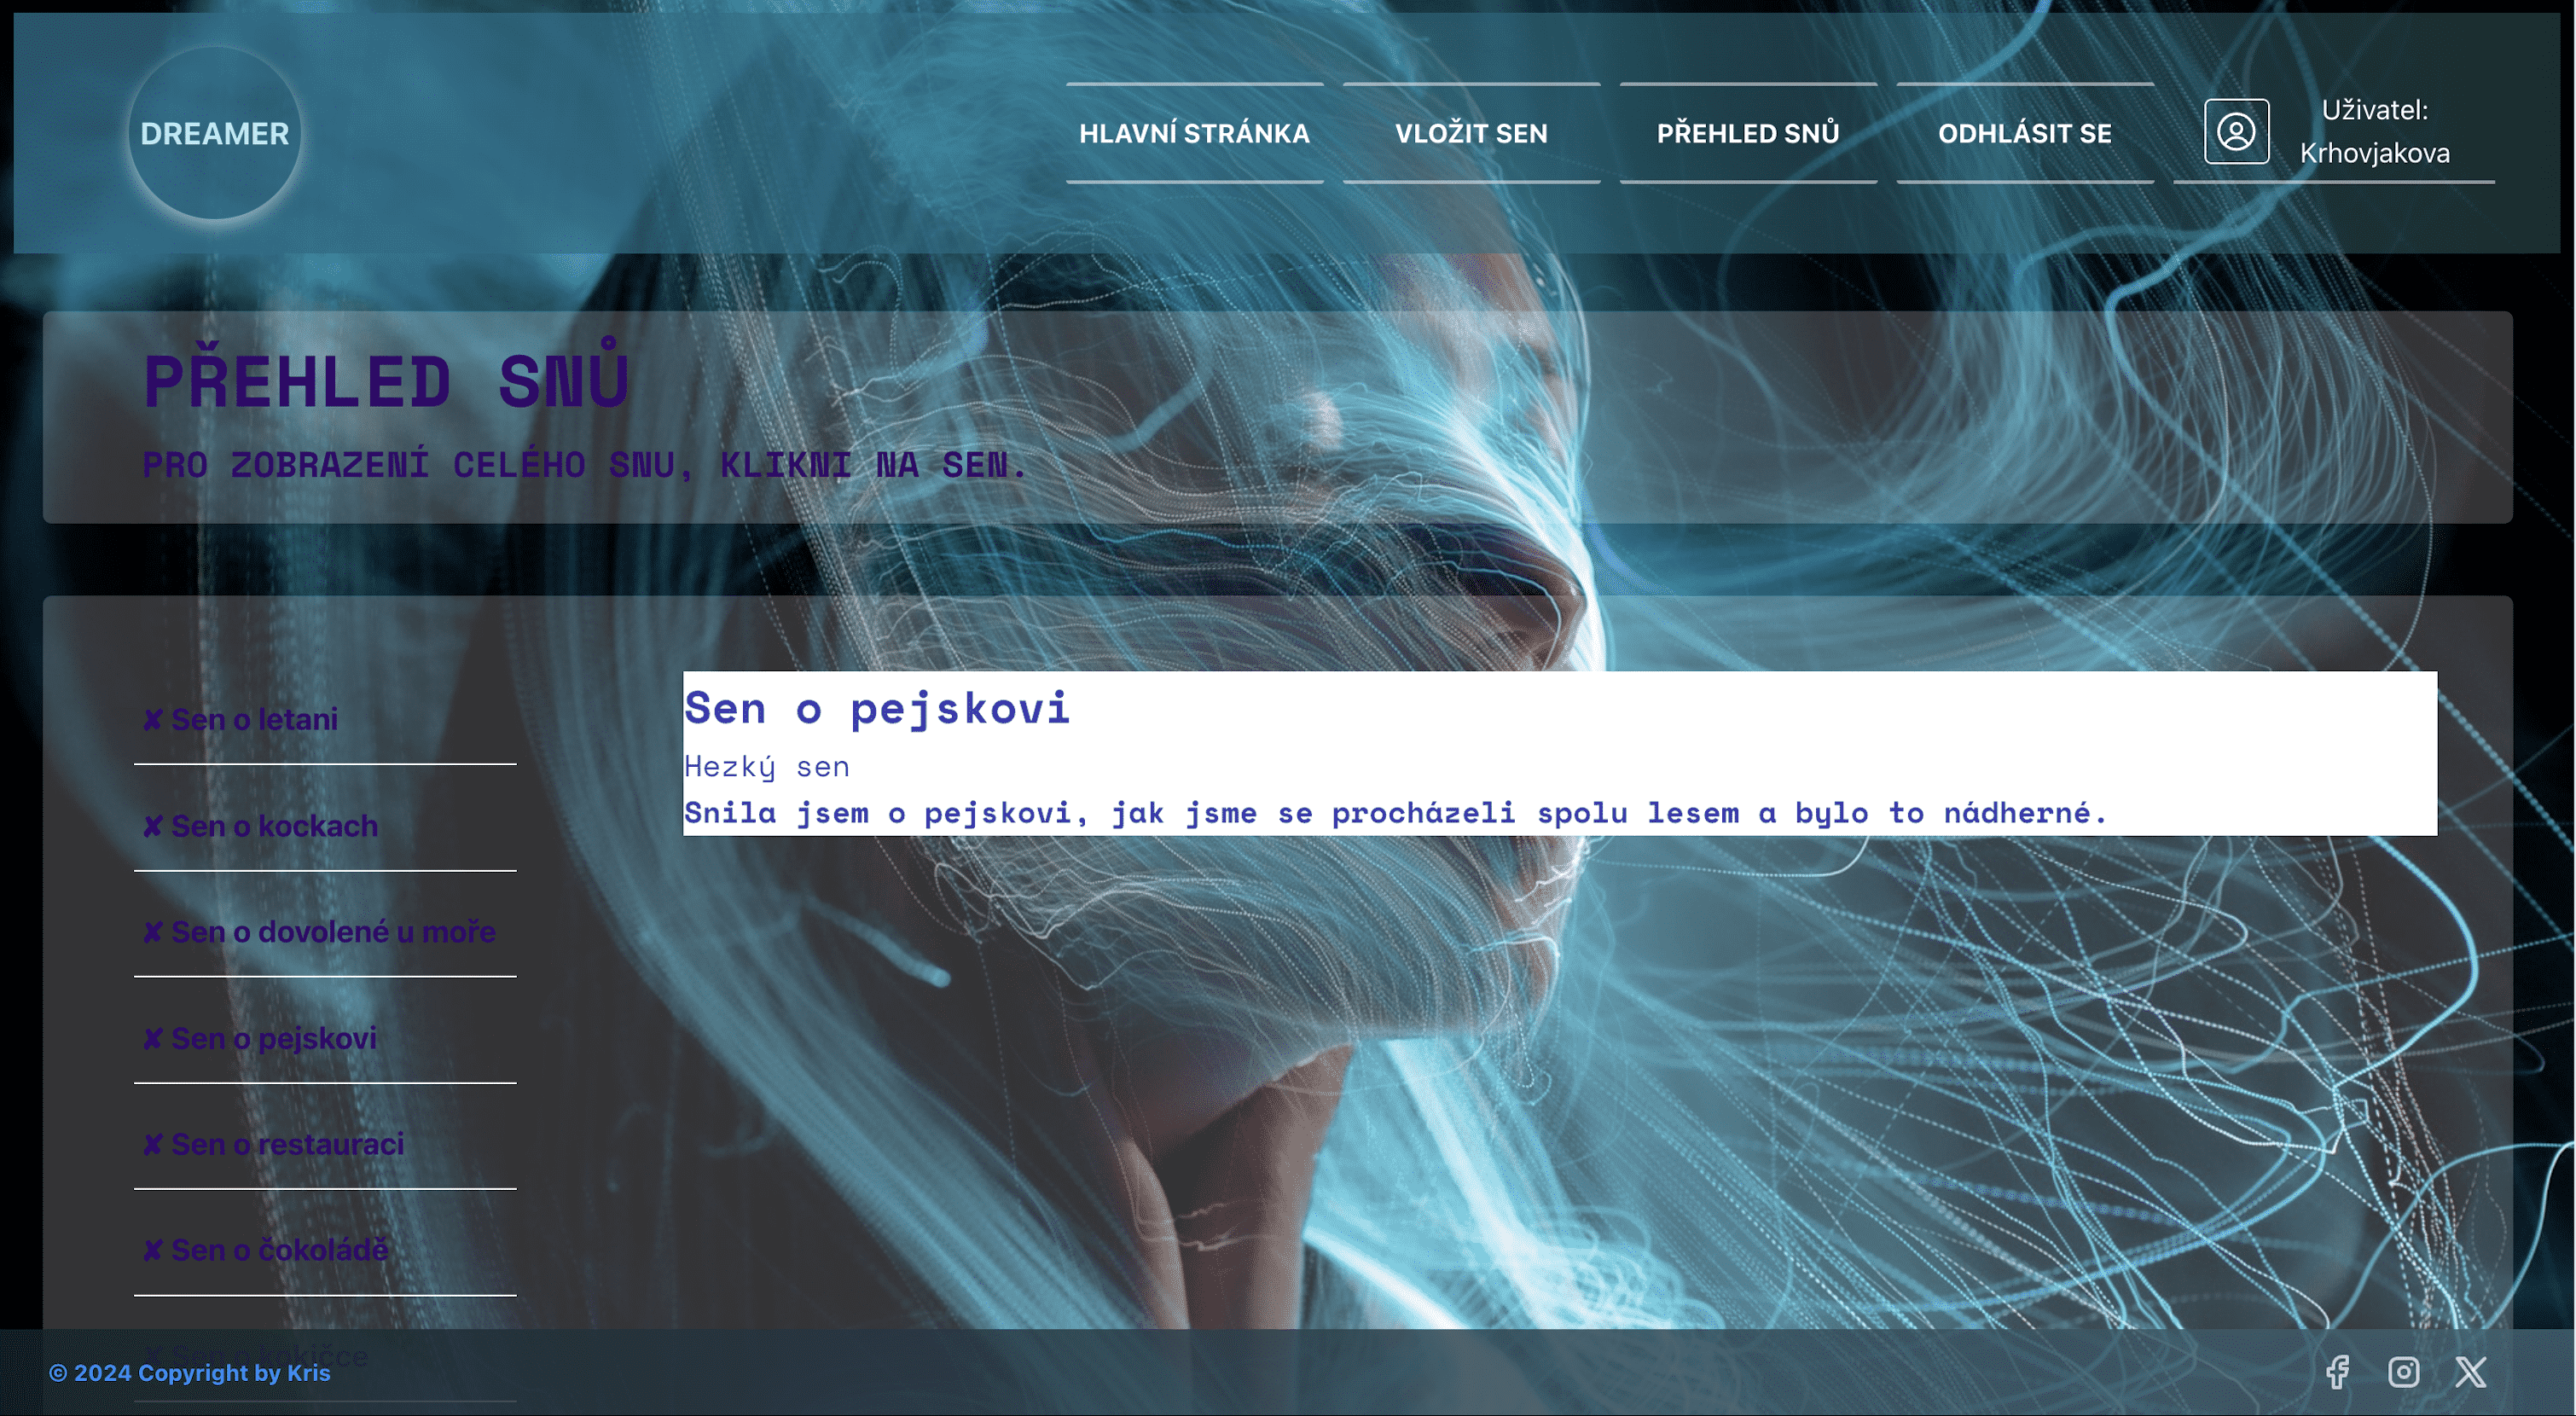 DREAMER
HLAVNÍ STRÁNKA
VLOŽIT SEN
PŘEHLED SNŮ
ODHLÁSIT SE
Uživatel:
Krhovjakova
PŘEHLED SNŮ
PRO ZOBRAZENÍ CELÉHO SNU, KLIKNI NA SEN.
✘ Sen o letani
✘ Sen o kockach
✘ Sen o dovolené u moře
✘ Sen o pejskovi
✘ Sen o restauraci
✘ Sen o čokoládě
✘ Sen o kokičce
Sen o pejskovi
Hezký sen
Snila jsem o pejskovi, jak jsme se procházeli spolu lesem a bylo to nádherné.
© 2024 Copyright by Kris